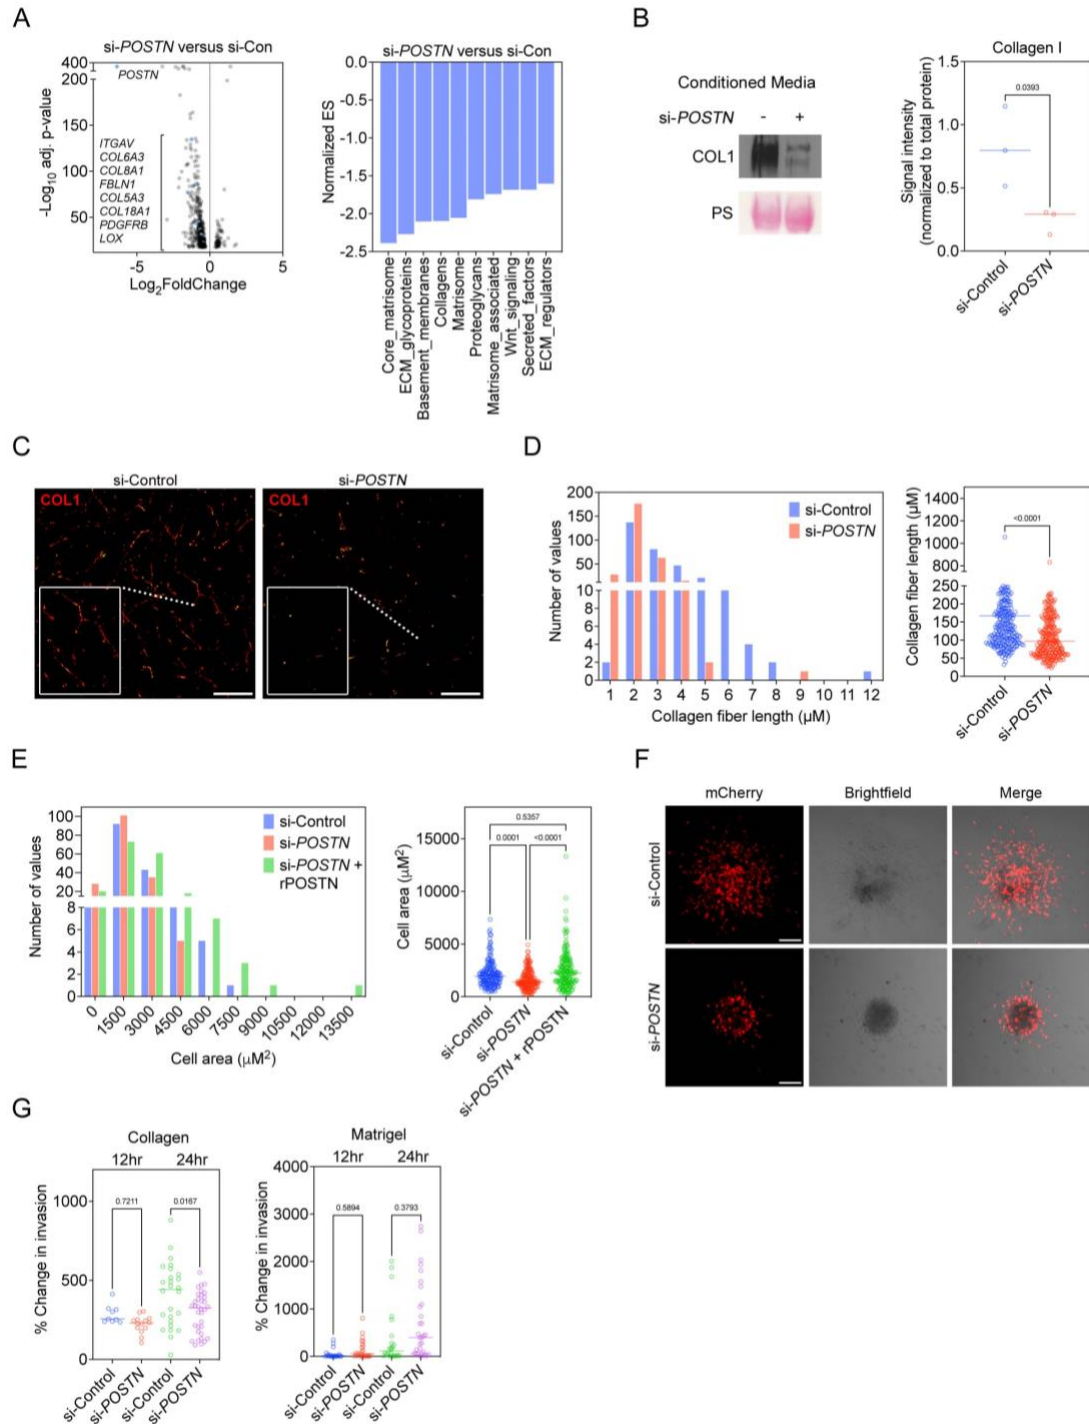 A
si-POSTN versus si-Con
400
200
150
100
50
-Log10 adj. p-value
POSTN
ITGAV
COL6A3
COL8A1
FBLN1
COL5A3
COL18A1
PDGFRB
LOX
-5 0 5
Log2FoldChange
si-POSTN versus si-Con
0.0
-0.5
-1.0
-1.5
-2.0
-2.5
Normalized ES
Core_matrisome
ECM_glycoproteins
Basement_membranes
Collagens
Matrisome
Proteoglycans
Matrisome_associated
Wnt_signaling
Secreted_factors
ECM_regulators
B
Conditioned Media
si-POSTN - +
COL1
PS
Collagen I
Signal intensity
(normalized to total protein)
1.5
1.0
0.5
0.0
0.0393
si-Control
si-POSTN
C
si-Control
COL1
si-POSTN
COL1
D
Number of values
200
150
100
50
10
8
6
4
2
0
si-Control
si-POSTN
1 2 3 4 5 6 7 8 9 10 11 12
Collagen fiber length (µM)
Collagen fiber length (µM)
1400
1200
1000
800
250
200
150
100
50
0
<0.0001
si-Control
si-POSTN
E
Number of values
100
80
60
40
20
8
6
4
2
0
si-Control
si-POSTN
si-POSTN +
rPOSTN
0 1500 3000 4500 6000 7500 9000 10500 12000 13500
Cell area (µM2)
Cell area (µM2)
15000
10000
5000
0
0.5357
0.0001 <0.0001
si-Control
si-POSTN
si-POSTN + rPOSTN
F
mCherry Brightfield Merge
si-Control
si-POSTN
G
Collagen
12hr 24hr
% Change in invasion
1000
500
0
0.7211 0.0167
si-Control
si-POSTN
si-Control
si-POSTN
Matrigel
12hr 24hr
% Change in invasion
4000
3000
2000
1000
0
0.5894 0.3793
si-Control
si-POSTN
si-Control
si-POSTN